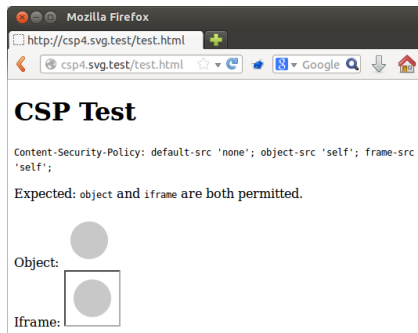 Mozilla Firefox
http://csp4.svg.test/test.html
csp4.svg.test/test.html
Google
CSP Test
Content-Security-Policy: default-src 'none'; object-src 'self'; frame-src
'self';
Expected: object and iframe are both permitted.
Object:
Iframe: